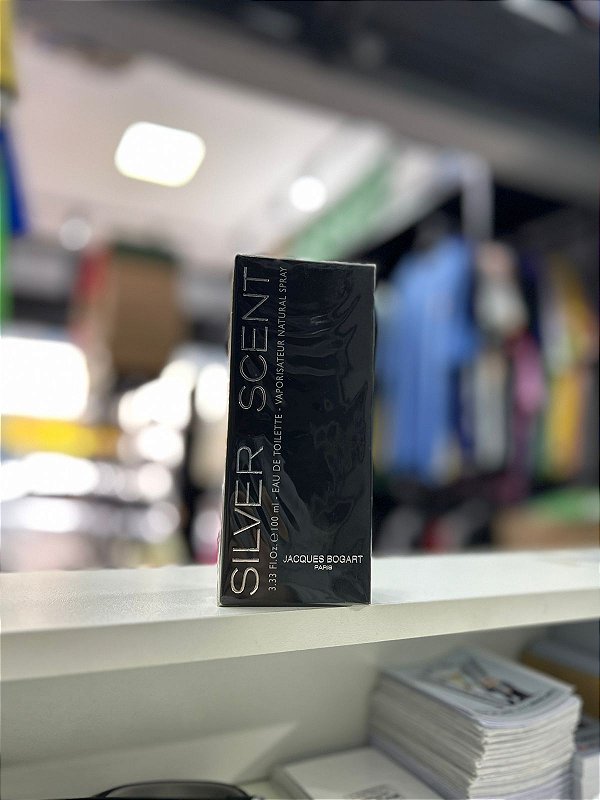 SILVER SCENT
3.33 Fl.Oz. ℮ 100 ml - EAU DE TOILETTE - VAPORISATEUR NATURAL SPRAY
JACQUES BOGART
PARIS